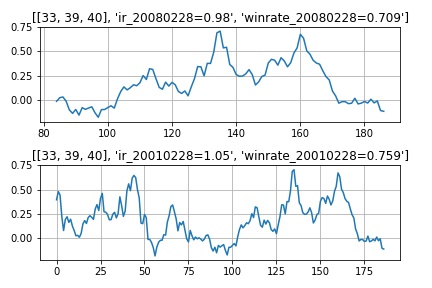 [[33, 39, 40], 'ir_20080228=0.98', 'winrate_20080228=0.709']
0.75
0.50
0.25
0.00
80 100 120 140 160 180
[[33, 39, 40], 'ir_20010228=1.05', 'winrate_20010228=0.759']
0.75
0.50
0.25
0.00
0 25 50 75 100 125 150 175